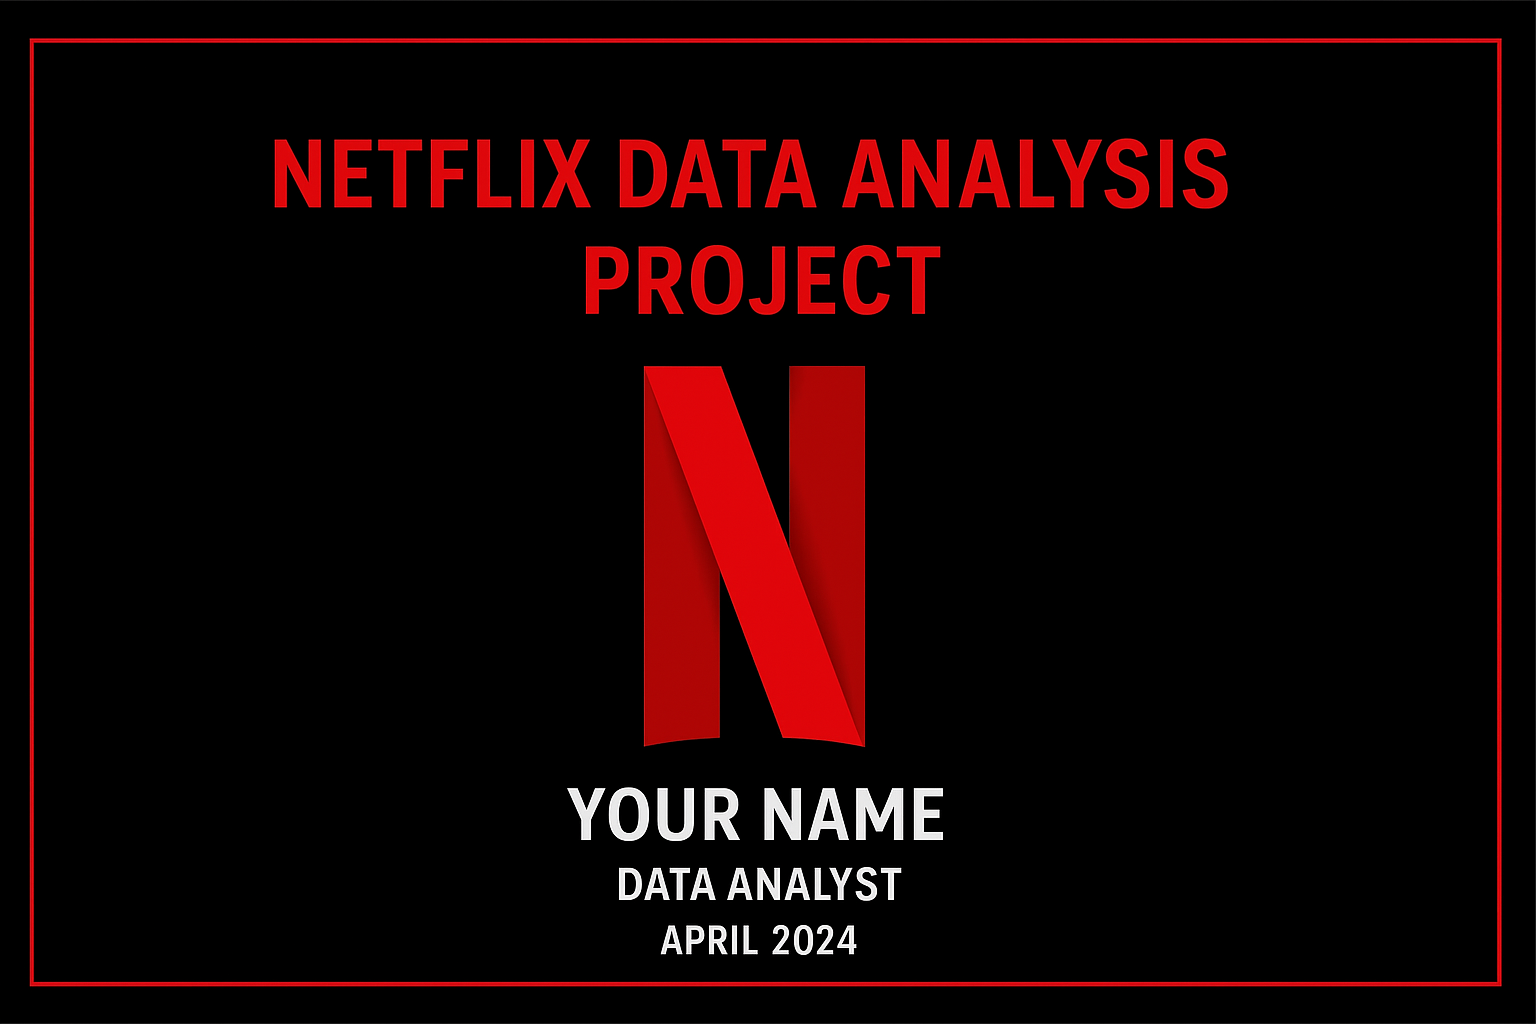 NETFLIX DATA ANALYSIS
PROJECT
N
YOUR NAME
DATA ANALYST
APRIL 2024